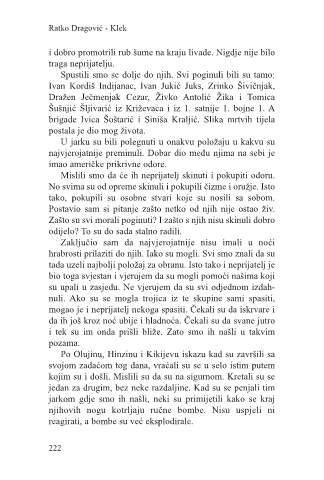 Ratko Dragović - Klek
i dobro promotrili rub šume na kraju livade. Nigdje nije bilo
traga neprijatelju.
Spustili smo se dolje do njih. Svi poginuli bili su tamo:
Ivan Kordiš Indijanac, Ivan Jukić Juks, Zrinko Šivičnjak,
Dražen Ječmenjak Cezar, Živko Antolić Žika i Tomica
Šušnjić Šljivarić iz Križevaca i iz 1. satnije 1. bojne 1. A
brigade Ivica Šoštarić i Siniša Kraljić. Slika mrtvih tijela
postala je dio mog života.
U jarku su bili polegnuti u onakvu položaju u kakvu su
najvjerojatnije preminuli. Dobar dio među njima na sebi je
imao američke prikrivne odore.
Mislili smo da će ih neprijatelj skinuti i pokupiti odoru.
No svima su od opreme skinuli i pokupili čizme i oružje. Isto
tako, pokupili su osobne stvari koje su nosili sa sobom.
Postavio sam si pitanje zašto netko od njih nije ostao živ.
Zašto su svi morali poginuti? I zašto s njih nisu skinuli dobro
odijelo? To su do sada stalno radili.
Zaključio sam da najvjerojatnije nisu imali u noći
hrabrosti prilaziti do njih. Iako su mogli. Svi smo znali da su
tada uzeli najbolji položaj za obranu. Isto tako i neprijatelj je
bio toga svjestan i vjerujem da su mogli pomoći našima koji
su upali u zasjedu. Ne vjerujem da su svi odjednom izdah-
nuli. Ako su se mogla trojica iz te skupine sami spasiti,
mogao je i neprijatelj nekoga spasiti. Čekali su da iskrvare i
da ih još kroz noć ubije i hladnoća. Čekali su da svane jutro
i tek su im onda prišli bliže. Zato smo ih našli u takvim
pozama.
Po Olujinu, Hinzinu i Kikijevu iskazu kad su završili sa
svojom zadaćom tog dana, vraćali su se u selo istim putem
kojim su i došli. Mislili su da su na sigurnom. Kretali su se
jedan za drugim, bez neke razdaljine. Kad su se penjali tim
jarkom gdje smo ih našli, neki su primijetili kako se kraj
njihovih nogu kotrljaju ručne bombe. Nisu uspjeli ni
reagirati, a bombe su već eksplodirale.
222